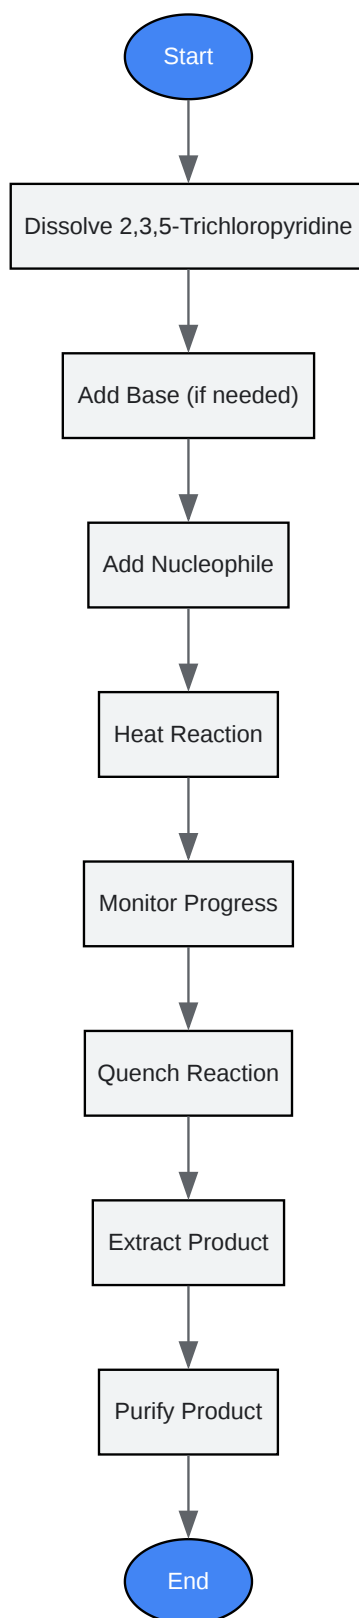 Start
Dissolve 2,3,5-Trichloropyridine
Add Base (if needed)
Add Nucleophile
Heat Reaction
Monitor Progress
Quench Reaction
Extract Product
Purify Product
End